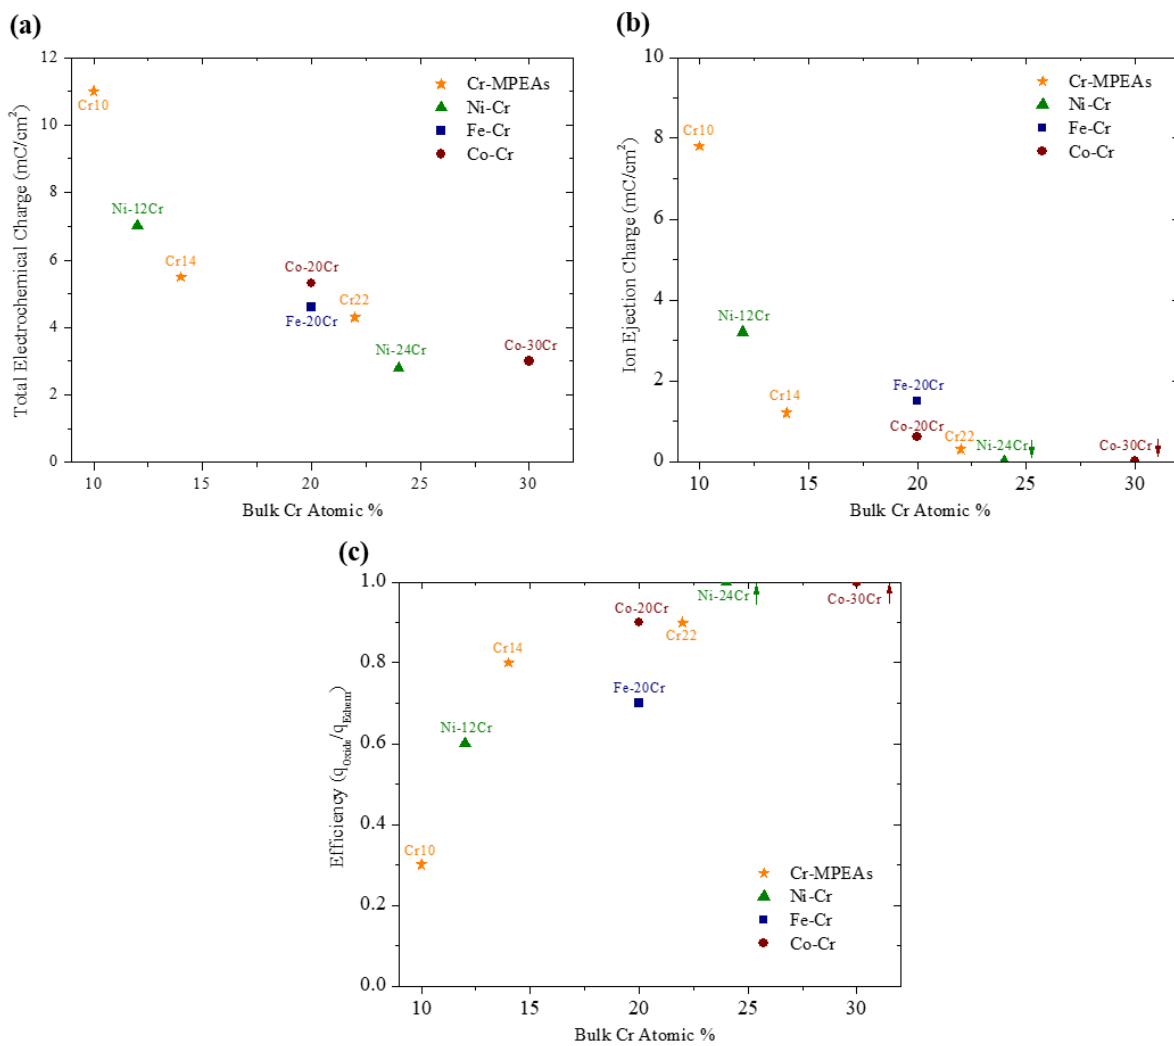 (a)
12
10
8
6
4
2
0
Total Electrochemical Charge (mC/cm²)
Cr-MPEAs
Ni-Cr
Fe-Cr
Co-Cr
Cr10
Ni-12Cr
Cr14
Co-20Cr
Fe-20Cr
Cr22
Ni-24Cr
Co-30Cr
10 15 20 25 30
Bulk Cr Atomic %
(b)
10
8
6
4
2
0
Ion Ejection Charge (mC/cm²)
Cr-MPEAs
Ni-Cr
Fe-Cr
Co-Cr
Cr10
Ni-12Cr
Cr14
Fe-20Cr
Co-20Cr
Cr22
Ni-24Cr
Co-30Cr
10 15 20 25 30
Bulk Cr Atomic %
(c)
1.0
0.8
0.6
0.4
0.2
0.0
Efficiency (qOxide/qEchem)
Ni-24Cr
Co-30Cr
Co-20Cr
Cr22
Cr14
Fe-20Cr
Ni-12Cr
Cr10
Cr-MPEAs
Ni-Cr
Fe-Cr
Co-Cr
10 15 20 25 30
Bulk Cr Atomic %